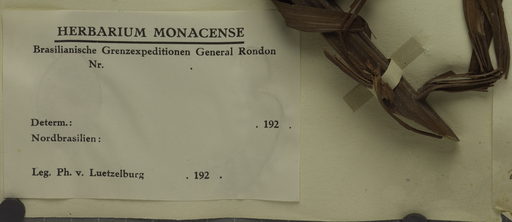 HERBARIUM MONACENSE
Brasilianische Grenzexpeditionen General Rondon
Nr. .
Determ.: . 192 .
Nordbrasilien:
Leg. Ph. v. Luetzelburg . 192 .